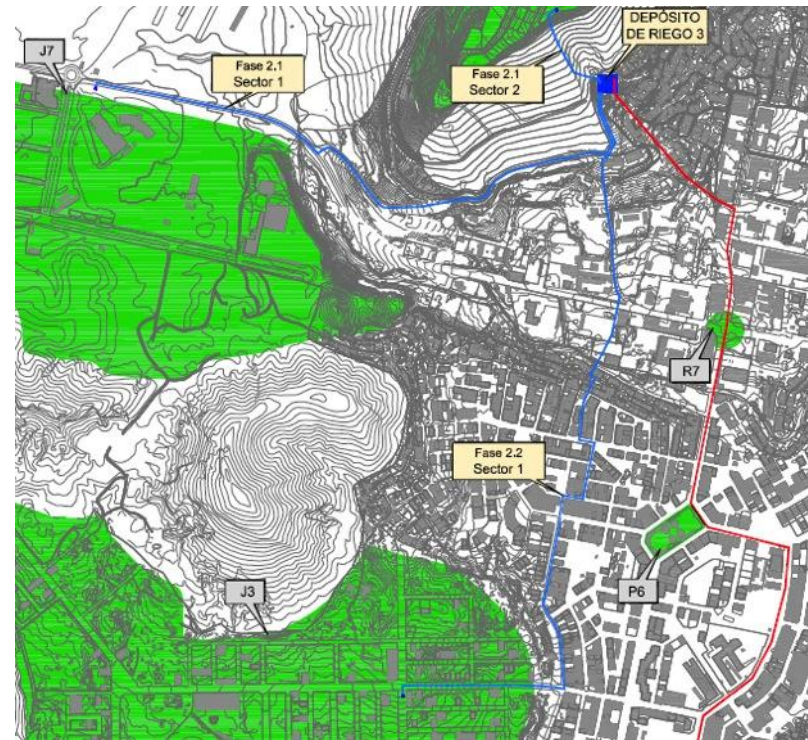 DEPÓSITO
DE RIEGO 3
J7
Fase 2.1
Sector 1
Fase 2.1
Sector 2
R7
Fase 2.2
Sector 1
P6
J3